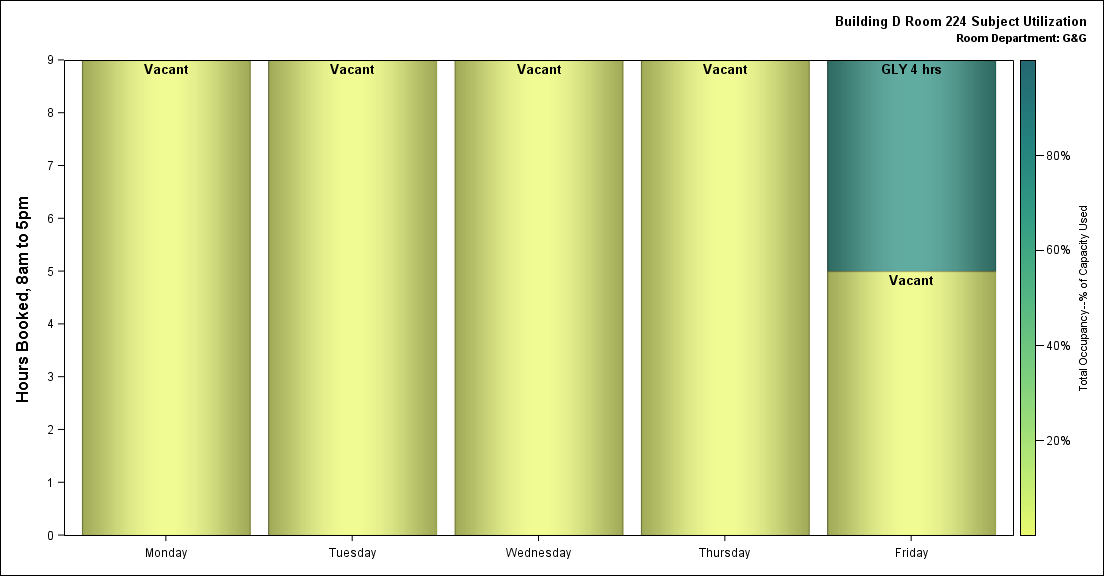 Building D Room 224 Subject Utilization
Room Department: G&G
Hours Booked, 8am to 5pm
9
8
7
6
5
4
3
2
1
0
Vacant
Vacant
Vacant
Vacant
GLY 4 hrs
Vacant
Monday
Tuesday
Wednesday
Thursday
Friday
80%
60%
40%
20%
Total Occupancy--% of Capacity Used